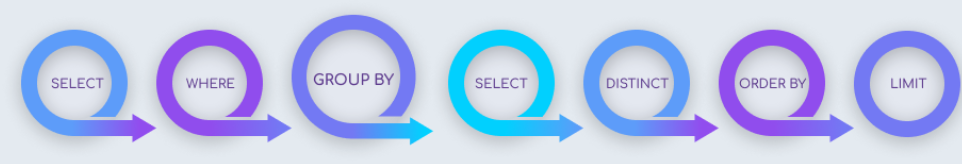 SELECT WHERE GROUP BY SELECT DISTINCT ORDER BY LIMIT